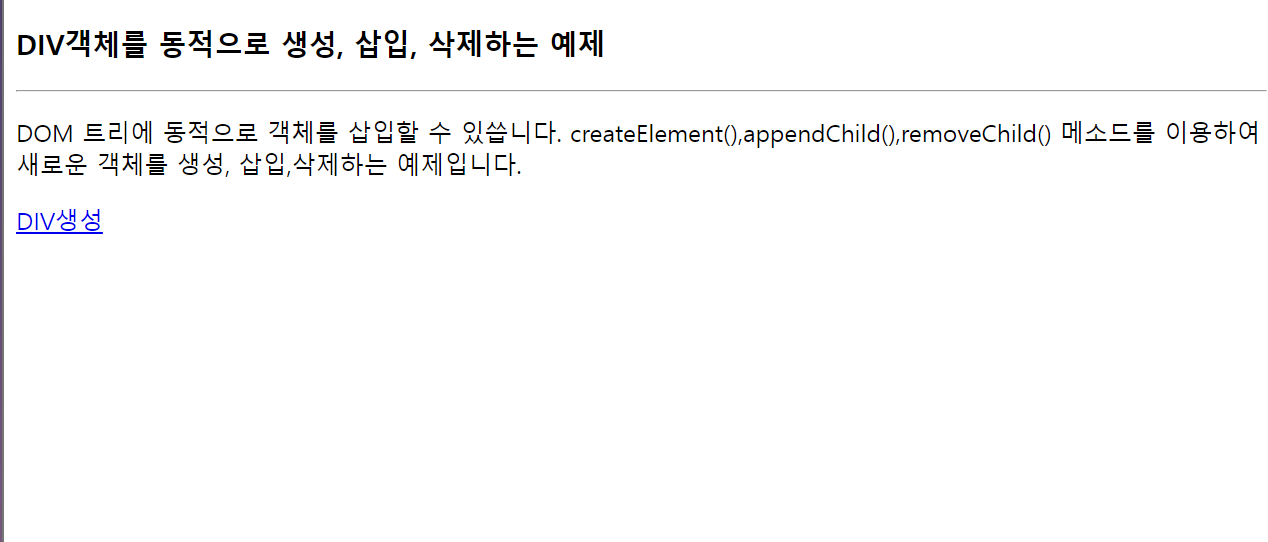 DIV객체를 동적으로 생성, 삽입, 삭제하는 예제
DOM 트리에 동적으로 객체를 삽입할 수 있씁니다. createElement(),appendChild(),removeChild() 메소드를 이용하여
새로운 객체를 생성, 삽입,삭제하는 예제입니다.
DIV생성